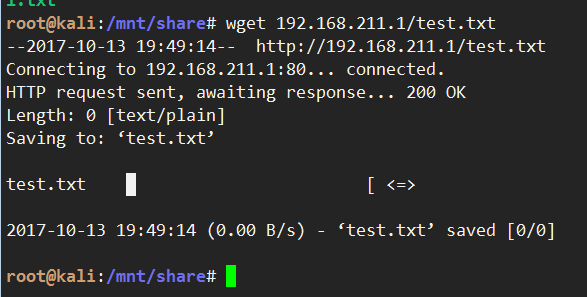 1.txt
root@kali:/mnt/share# wget 192.168.211.1/test.txt
--2017-10-13 19:49:14--  http://192.168.211.1/test.txt
Connecting to 192.168.211.1:80... connected.
HTTP request sent, awaiting response... 200 OK
Length: 0 [text/plain]
Saving to: ‘test.txt’
test.txt [ <=>
2017-10-13 19:49:14 (0.00 B/s) - ‘test.txt’ saved [0/0]
root@kali:/mnt/share#